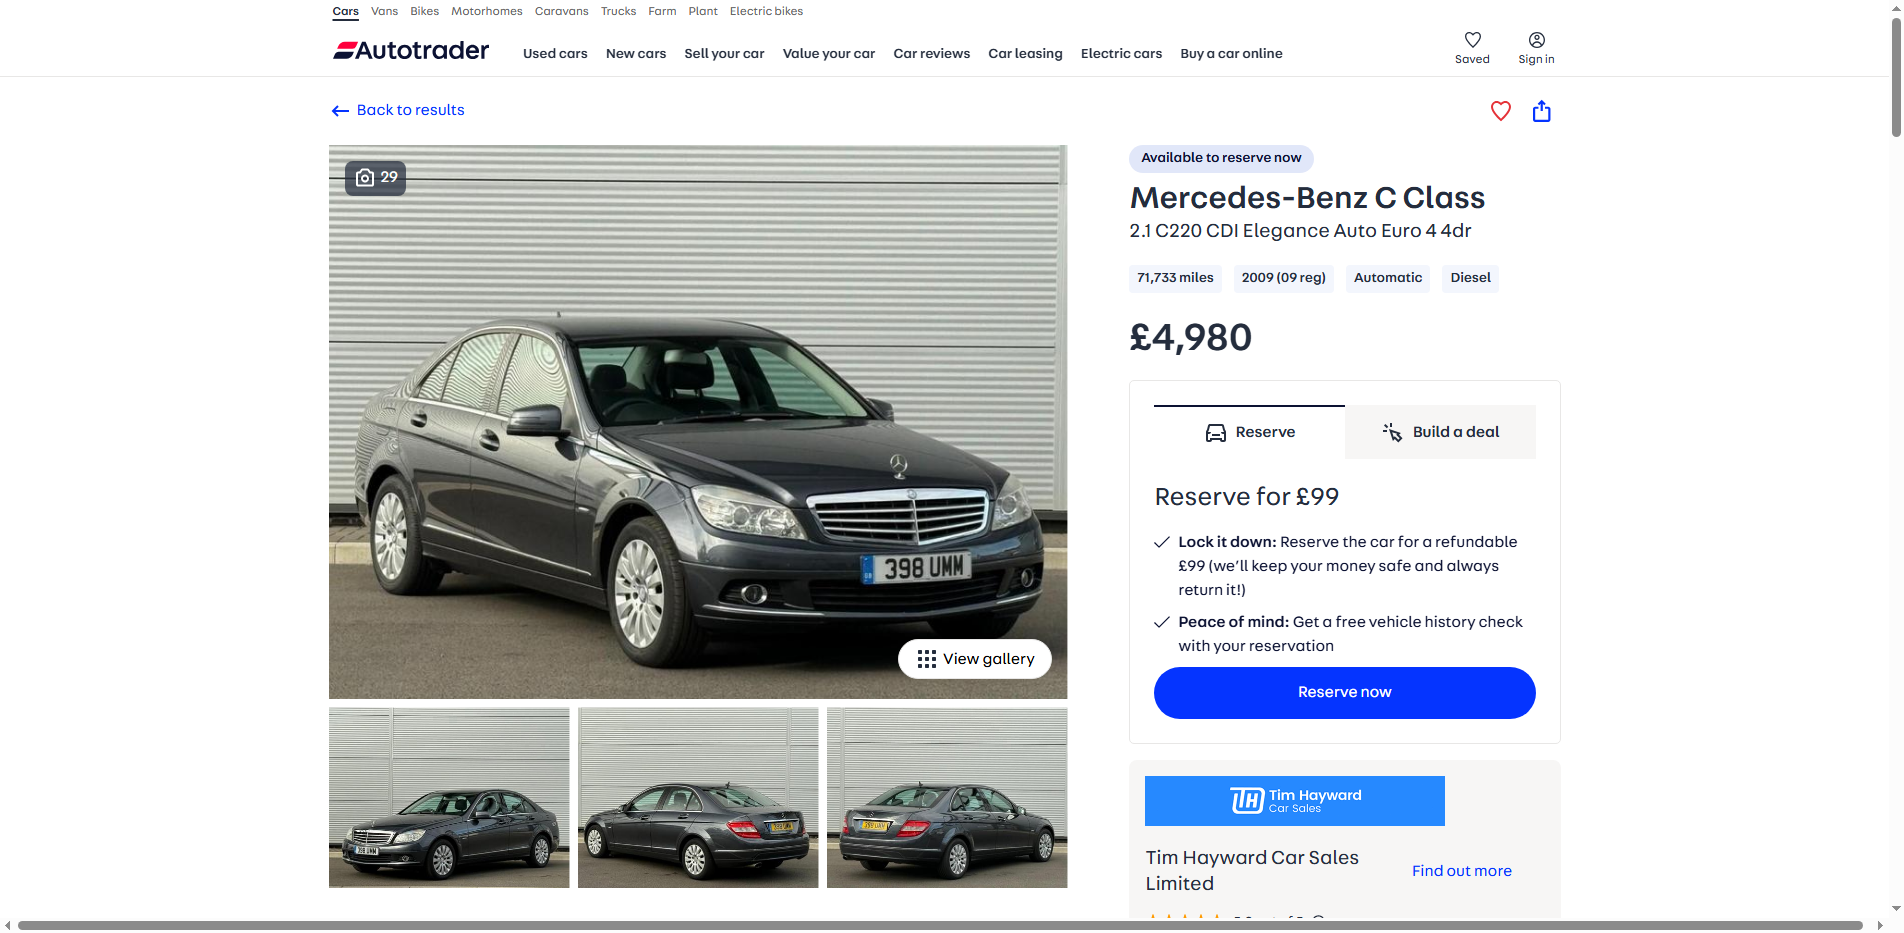 Cars Vans Bikes Motorhomes Caravans Trucks Farm Plant Electric bikes
Autotrader
Used cars New cars Sell your car Value your car Car reviews Car leasing Electric cars Buy a car online
Saved
Sign in
Back to results
29
398 UMM
View gallery
Available to reserve now
Mercedes-Benz C Class
2.1 C220 CDI Elegance Auto Euro 4 4dr
71,733 miles
2009 (09 reg)
Automatic
Diesel
£4,980
Reserve
Build a deal
Reserve for £99
Lock it down: Reserve the car for a refundable
£99 (we’ll keep your money safe and always
return it!)
Peace of mind: Get a free vehicle history check
with your reservation
Reserve now
398 UMM
TH Tim Hayward
Car Sales
Tim Hayward Car Sales
Limited
Find out more